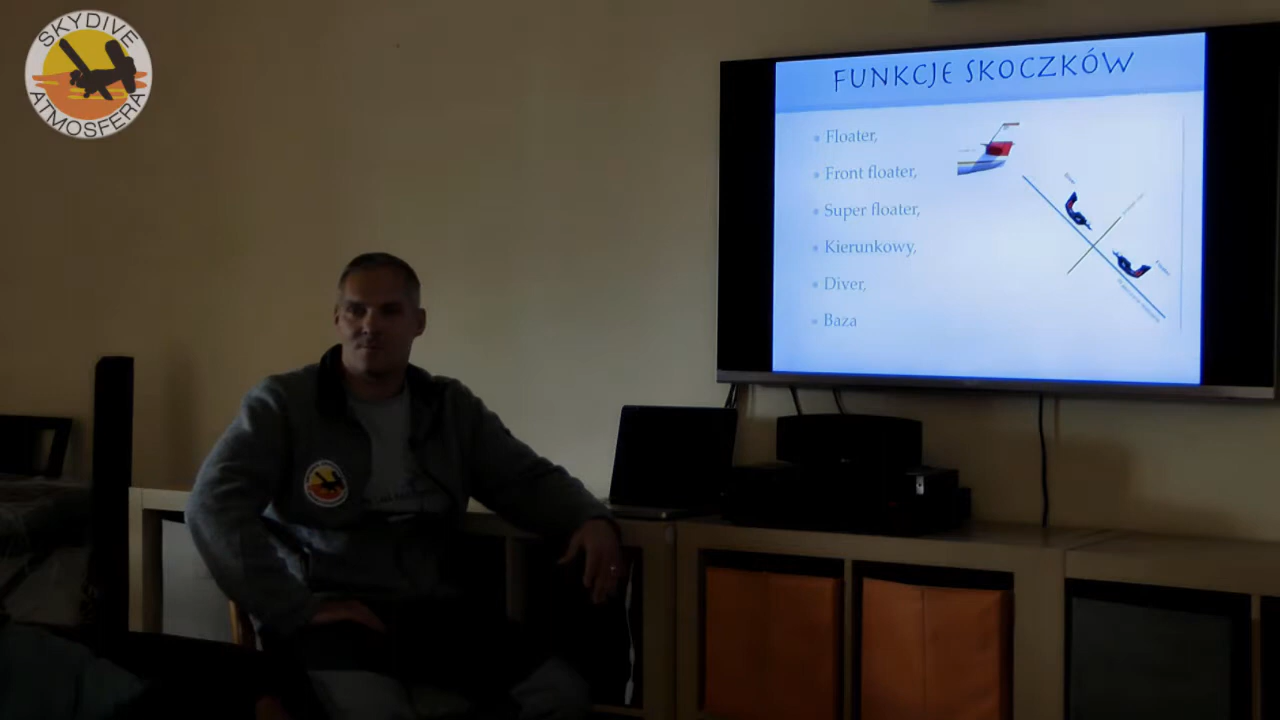 SKYDIVE
ATMOSFERA
FUNKCJE SKOCZKÓW
Floater,
Front floater,
Super floater,
Kierunkowy,
Diver,
Baza